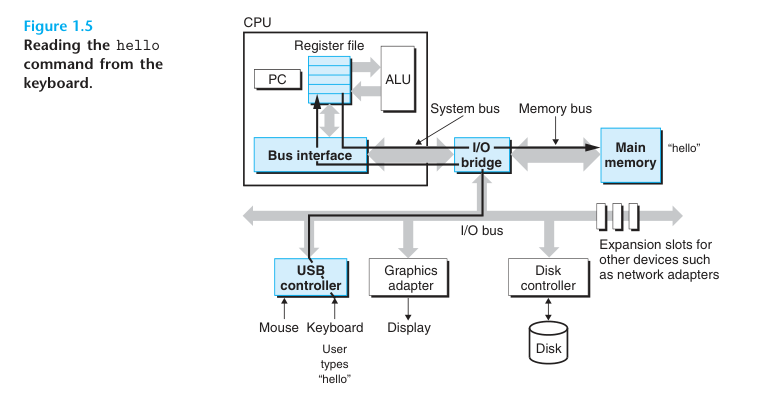 Figure 1.5
Reading the hello
command from the
keyboard.
CPU
Register file
PC
ALU
System bus
Memory bus
Bus interface
I/O
bridge
Main
memory
"hello"
I/O bus
Expansion slots for
other devices such
as network adapters
USB
controller
Graphics
adapter
Disk
controller
Mouse
Keyboard
Display
User
types
"hello"
Disk